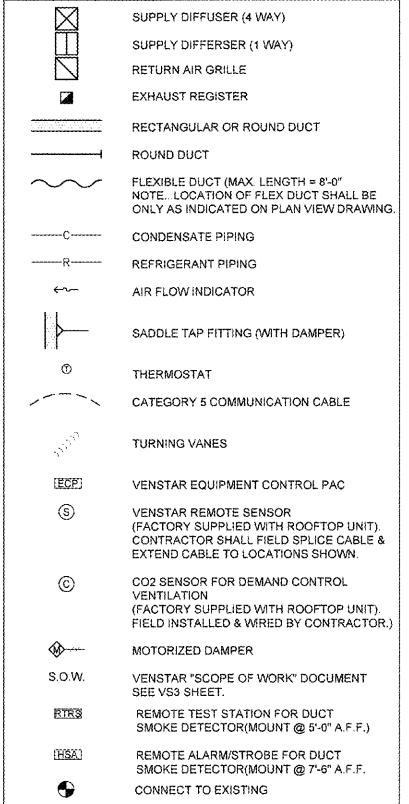 SUPPLY DIFFUSER (4 WAY)
SUPPLY DIFFERSER (1 WAY)
RETURN AIR GRILLE
EXHAUST REGISTER
RECTANGULAR OR ROUND DUCT
ROUND DUCT
FLEXIBLE DUCT (MAX. LENGTH = 8'-0"
NOTE...LOCATION OF FLEX DUCT SHALL BE
ONLY AS INDICATED ON PLAN VIEW DRAWING.
C CONDENSATE PIPING
R REFRIGERANT PIPING
AIR FLOW INDICATOR
SADDLE TAP FITTING (WITH DAMPER)
T THERMOSTAT
CATEGORY 5 COMMUNICATION CABLE
TURNING VANES
ECP VENSTAR EQUIPMENT CONTROL PAC
S VENSTAR REMOTE SENSOR
(FACTORY SUPPLIED WITH ROOFTOP UNIT).
CONTRACTOR SHALL FIELD SPLICE CABLE &
EXTEND CABLE TO LOCATIONS SHOWN.
C CO2 SENSOR FOR DEMAND CONTROL
VENTILATION
(FACTORY SUPPLIED WITH ROOFTOP UNIT).
FIELD INSTALLED & WIRED BY CONTRACTOR.)
M MOTORIZED DAMPER
S.O.W. VENSTAR "SCOPE OF WORK" DOCUMENT
SEE VS3 SHEET.
RTRS REMOTE TEST STATION FOR DUCT
SMOKE DETECTOR(MOUNT @ 5'-0" A.F.F.)
HSA REMOTE ALARM/STROBE FOR DUCT
SMOKE DETECTOR(MOUNT @ 7'-6" A.F.F.
CONNECT TO EXISTING